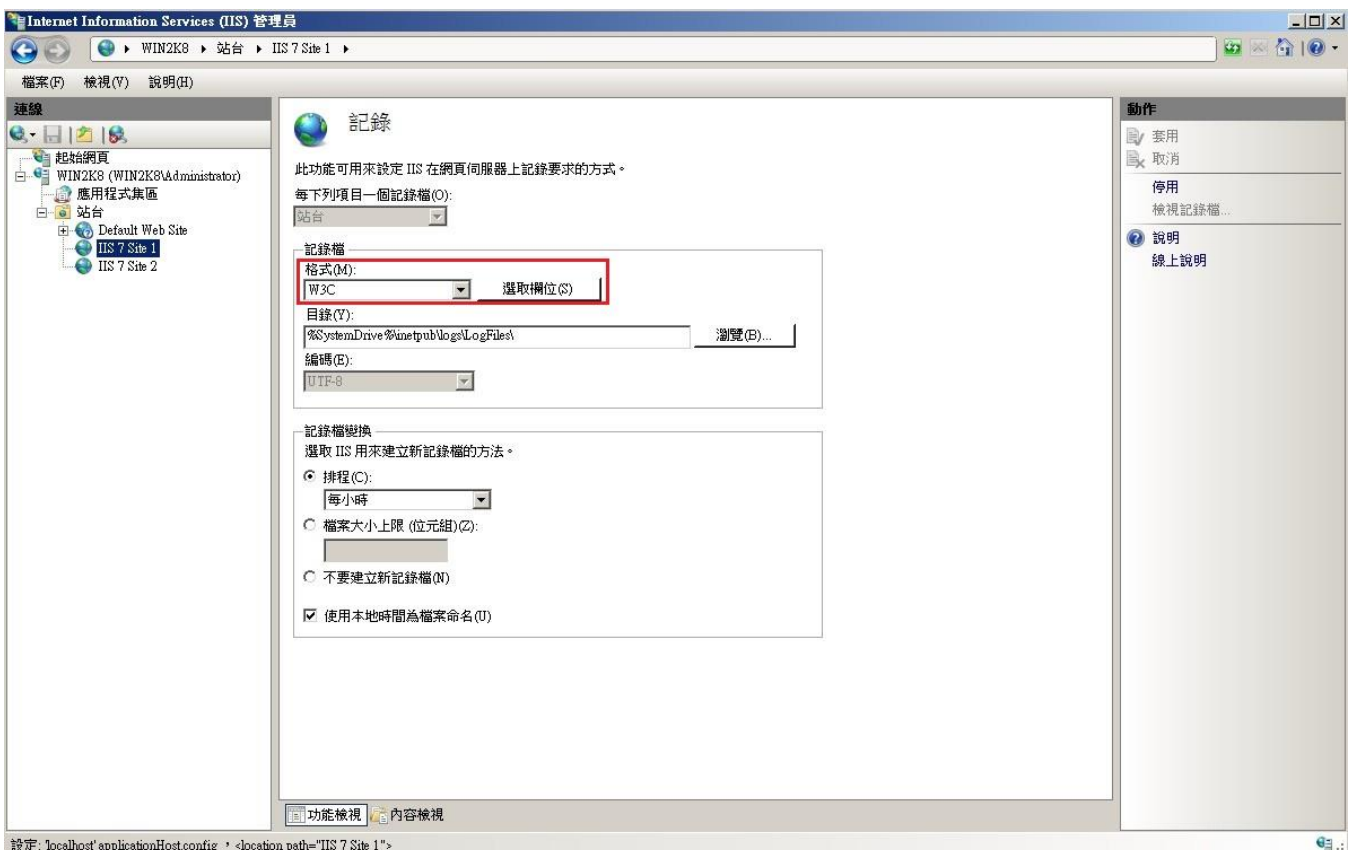 Internet Information Services (IIS) 管理員
WIN2K8 站台 IIS 7 Site 1
檔案(F) 檢視(V) 說明(H)
連線
起始網頁
WIN2K8 (WIN2K8\Administrator)
應用程式集區
站台
Default Web Site
IIS 7 Site 1
IIS 7 Site 2
記錄
此功能可用來設定 IIS 在網頁伺服器上記錄要求的方式。
每下列項目一個記錄檔(O):
站台
記錄檔
格式(M):
W3C 選取欄位(S)
目錄(Y):
%SystemDrive%\inetpub\logs\LogFiles\ 瀏覽(B)...
編碼(E):
UTF-8
記錄檔變換
選取 IIS 用來建立新記錄檔的方法。
排程(C):
每小時
檔案大小上限 (位元組)(Z):
不要建立新記錄檔(N)
使用本地時間為檔案命名(U)
功能檢視 內容檢視
動作
套用
取消
停用
檢視記錄檔...
說明
線上說明
設定: 'localhost' applicationHost.config , <location path="IIS 7 Site 1">